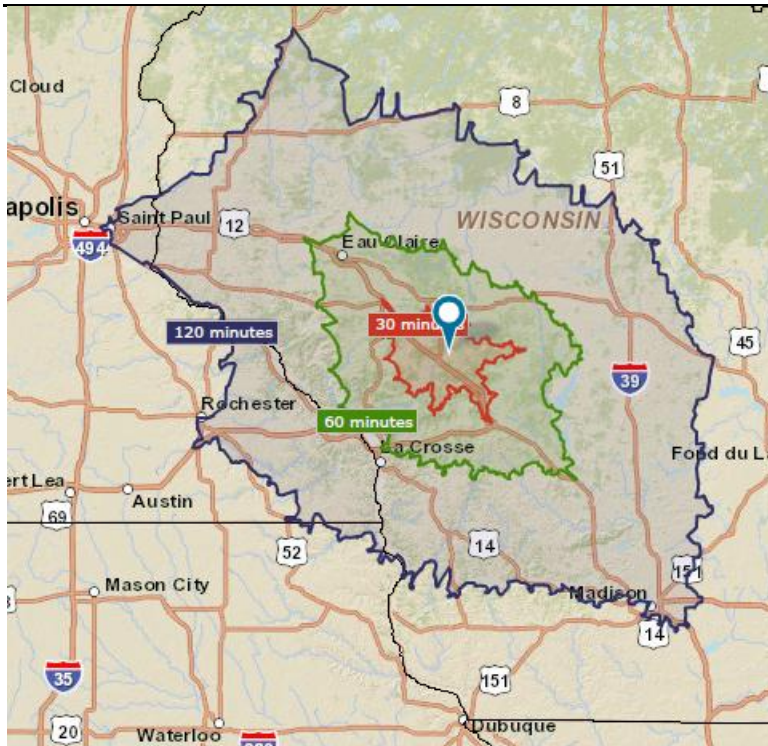 Cloud
8
51
apolis
Saint Paul
12
WISCONSIN
494
Eau Claire
120 minutes
30 minu
45
39
Rochester
60 minutes
La Crosse
Fond du La
ert Lea
Austin
69
52
14
151
Mason City
Madison
14
35
151
20
Waterloo
Dubuque